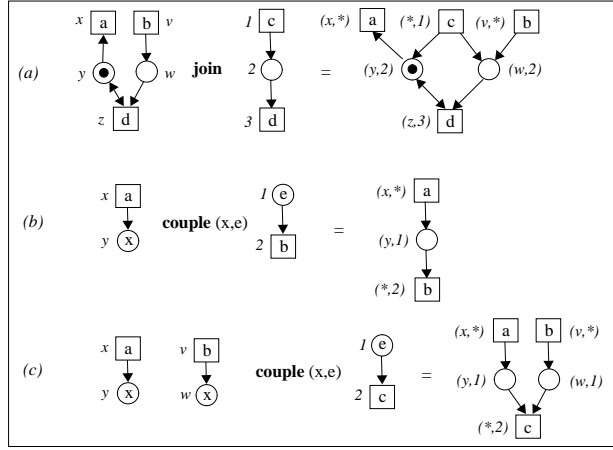 x a b v 1 c (x,*) a (*,1) c (v,*) b
(a) y w join 2 = (y,2) (w,2)
z d 3 d (z,3) d
x a 1 e (x,*) a
(b) couple (x,e) =
y x 2 b (y,1)
(*,2) b
x a v b 1 e (x,*) a b (v,*)
(c) couple (x,e) =
y x w x 2 c (y,1) (w,1)
(*,2) c